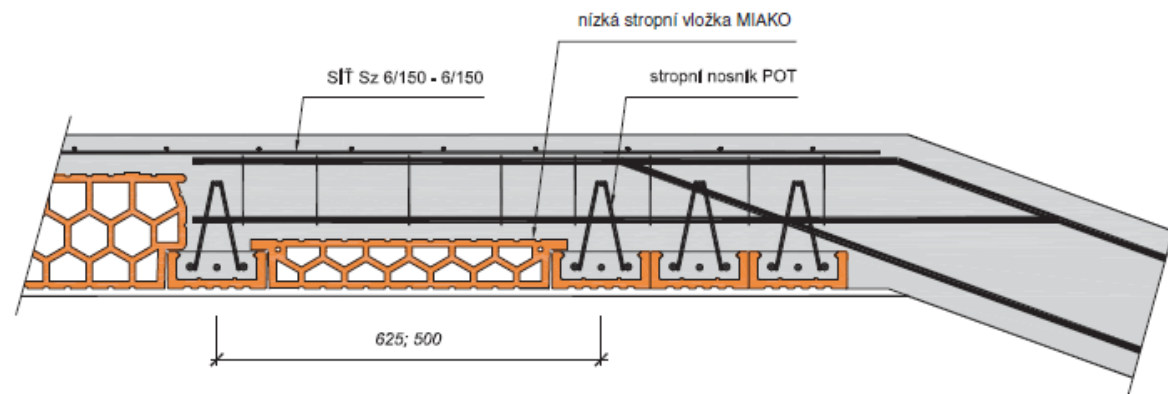 nízká stropní vložka MIAKO
SÍŤ Sz 6/150 - 6/150
stropní nosník POT
625; 500